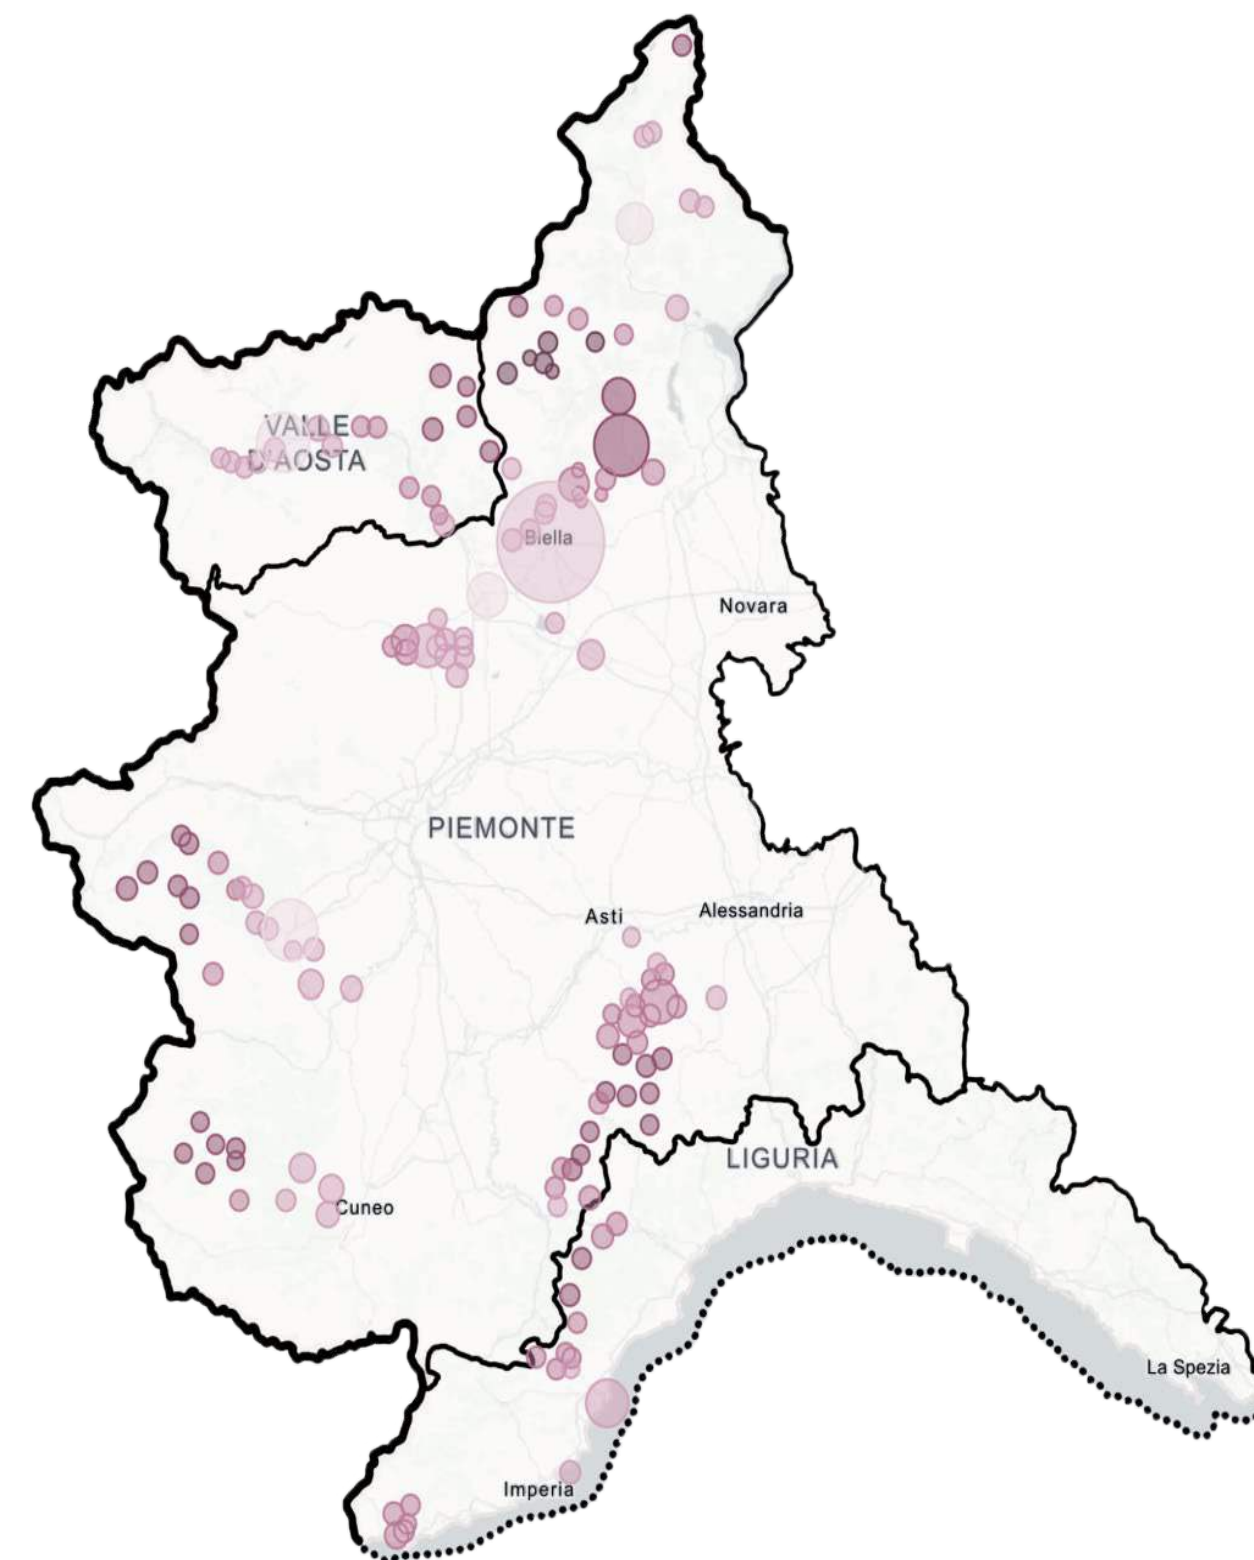 VALLE
D'AOSTA
Biella
Novara
PIEMONTE
Asti
Alessandria
LIGURIA
Cuneo
La Spezia
Imperia